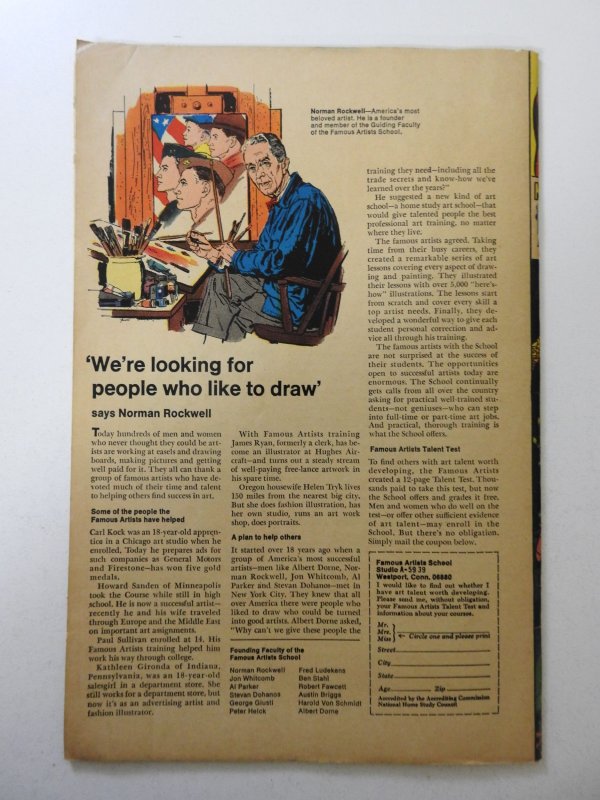 Norman Rockwell—America's most
beloved artist. He is a founder
and member of the Guiding Faculty
of the Famous Artists School.
'We're looking for
people who like to draw'
says Norman Rockwell
Today hundreds of men and women
who never thought they could be art-
ists are working at easels and drawing
boards, making pictures and getting
well paid for it. They all can thank a
group of famous artists who have de-
voted much of their time and talent
to helping others find success in art.
Some of the people the
Famous Artists have helped
Carl Kock was an 18-year-old appren-
tice in a Chicago art studio when he
enrolled. Today he prepares ads for
such companies as General Motors
and Firestone—has won five gold
medals.
Howard Sanden of Minneapolis
took the Course while still in high
school. He is now a successful artist—
recently he and his wife traveled
through Europe and the Middle East
on important art assignments.
Paul Sullivan enrolled at 14. His
Famous Artists training helped him
work his way through college.
Kathleen Gironda of Indiana,
Pennsylvania, was an 18-year-old
salesgirl in a department store. She
still works for a department store, but
now it's as an advertising artist and
fashion illustrator.
With Famous Artists training
James Ryan, formerly a clerk, has be-
come an illustrator at Hughes Air-
craft—and turns out a steady stream
of well-paying free-lance artwork in
his spare time.
Oregon housewife Helen Tryk lives
150 miles from the nearest big city.
But she does fashion illustration, has
her own studio, runs an art work
shop, does portraits.
A plan to help others
It started over 18 years ago when a
group of America's most successful
artists—men like Albert Dorne, Nor-
man Rockwell, Jon Whitcomb, Al
Parker and Stevan Dohanos—met in
New York City. They knew that all
over America there were people who
liked to draw who could be turned
into good artists. Albert Dorne asked,
"Why can't we give these people the
Founding Faculty of the
Famous Artists School
Norman Rockwell
Jon Whitcomb
Al Parker
Stevan Dohanos
George Giusti
Peter Helck
Fred Ludekens
Ben Stahl
Robert Fawcett
Austin Briggs
Harold Von Schmidt
Albert Dorne
training they need—including all the
trade secrets and know-how we've
learned over the years?"
He suggested a new kind of art
school—a home study art school—that
would give talented people the best
professional art training, no matter
where they live.
The famous artists agreed. Taking
time from their busy careers, they
created a remarkable series of art
lessons covering every aspect of draw-
ing and painting. They illustrated
their lessons with over 5,000 "here's-
how" illustrations. The lessons start
from scratch and cover every skill a
top artist needs. Finally, they de-
veloped a wonderful way to give each
student personal correction and ad-
vice all through his training.
The famous artists with the School
are not surprised at the success of
their students. The opportunities
open to successful artists today are
enormous. The School continually
gets calls from all over the country
asking for practical well-trained stu-
dents—not geniuses—who can step
into full-time or part-time art jobs.
And practical, thorough training is
what the School offers.
Famous Artists Talent Test
To find others with art talent worth
developing, the Famous Artists
created a 12-page Talent Test. Thou-
sands paid to take this test, but now
the School offers and grades it free.
Men and women who do well on the
test—or offer other sufficient evidence
of art talent—may enroll in the
School. But there's no obligation.
Simply mail the coupon below.
Famous Artists School
Studio A-5939
Westport, Conn. 06880
I would like to find out whether I
have art talent worth developing.
Please send me, without obligation,
your Famous Artists Talent Test and
information about your courses.
Mr.
Mrs.
Miss
Circle one and please print
Street
City
State
Age Zip
Accredited by the Accrediting Commission
National Home Study Council